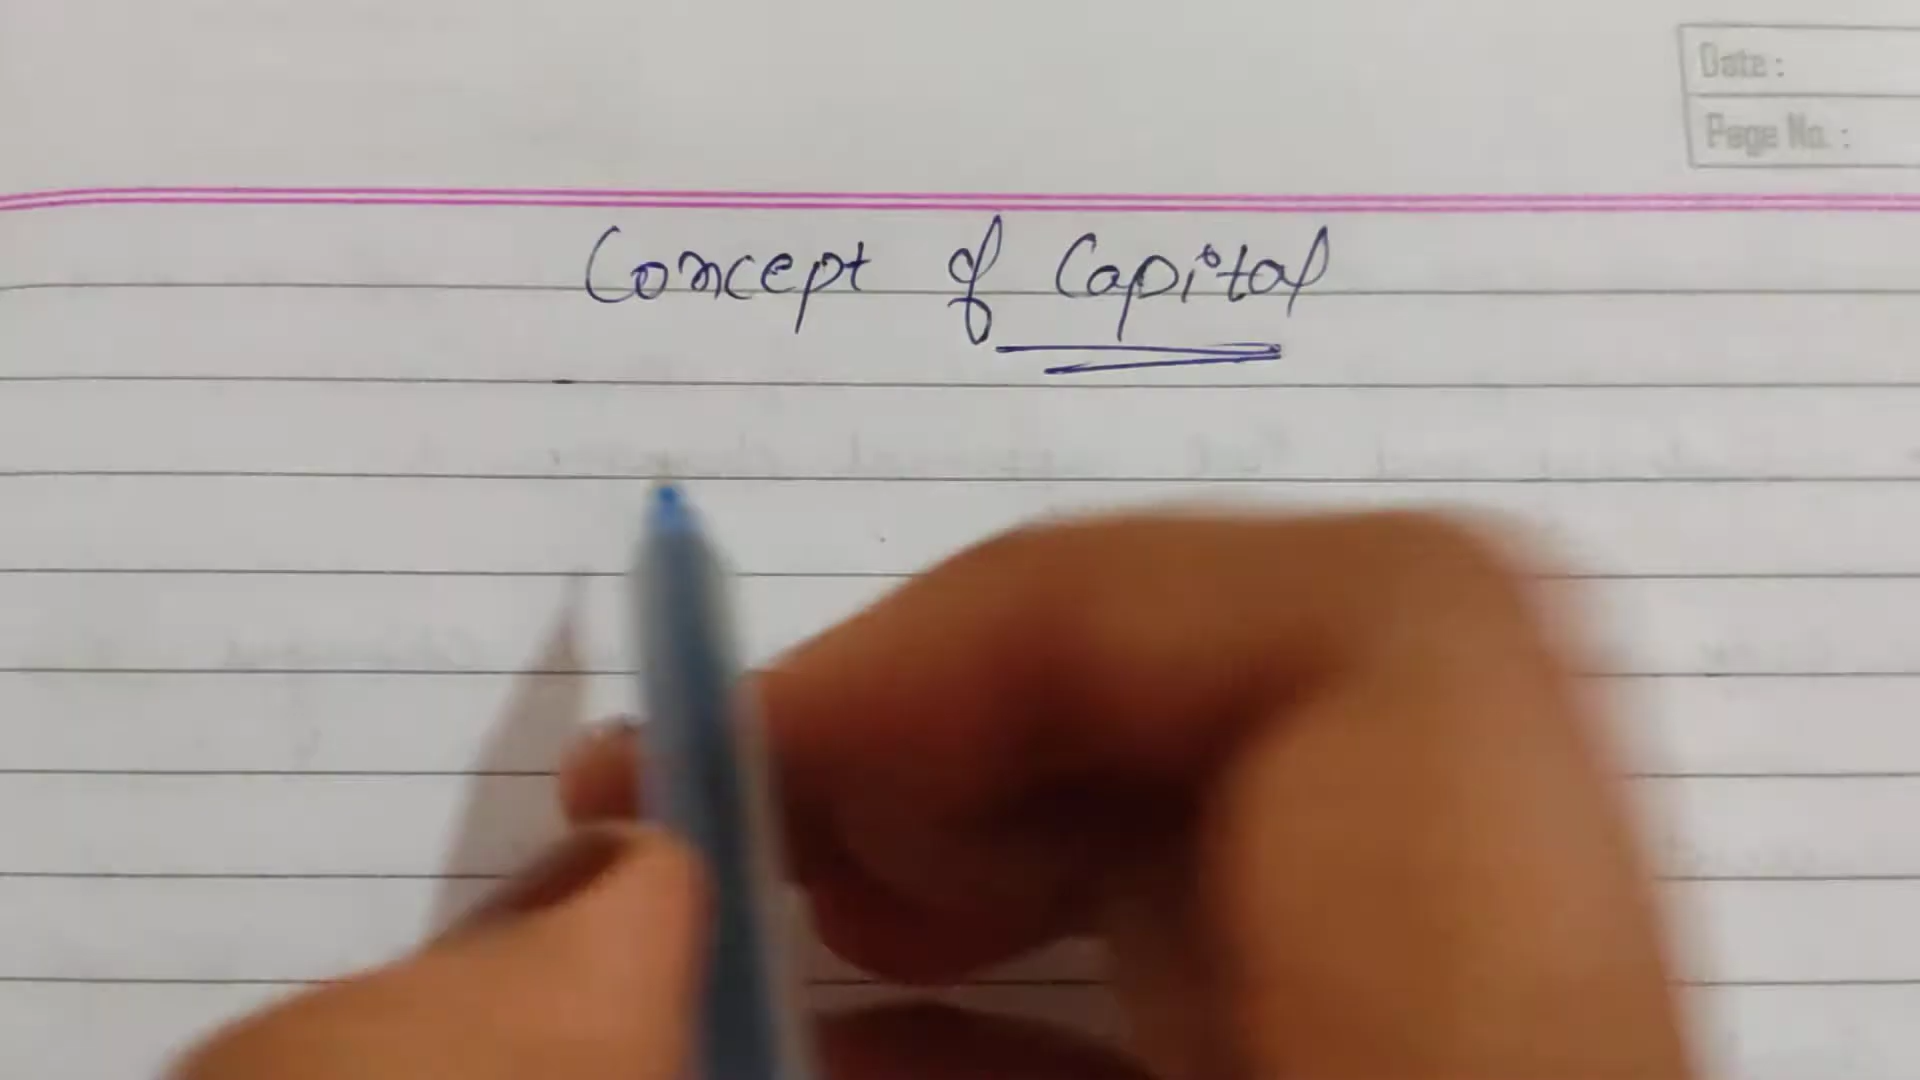 Date :
Page No. :
Concept of Capital